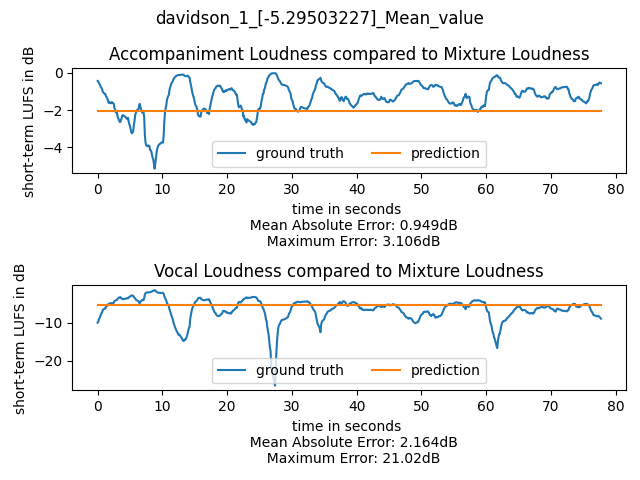 davidson_1_[-5.29503227]_Mean_value
Accompaniment Loudness compared to Mixture Loudness
short-term LUFS in dB
0
−2
−4
ground truth
prediction
0 10 20 30 40 50 60 70 80
time in seconds
Mean Absolute Error: 0.949dB
Maximum Error: 3.106dB
Vocal Loudness compared to Mixture Loudness
short-term LUFS in dB
−10
−20
ground truth
prediction
0 10 20 30 40 50 60 70 80
time in seconds
Mean Absolute Error: 2.164dB
Maximum Error: 21.02dB